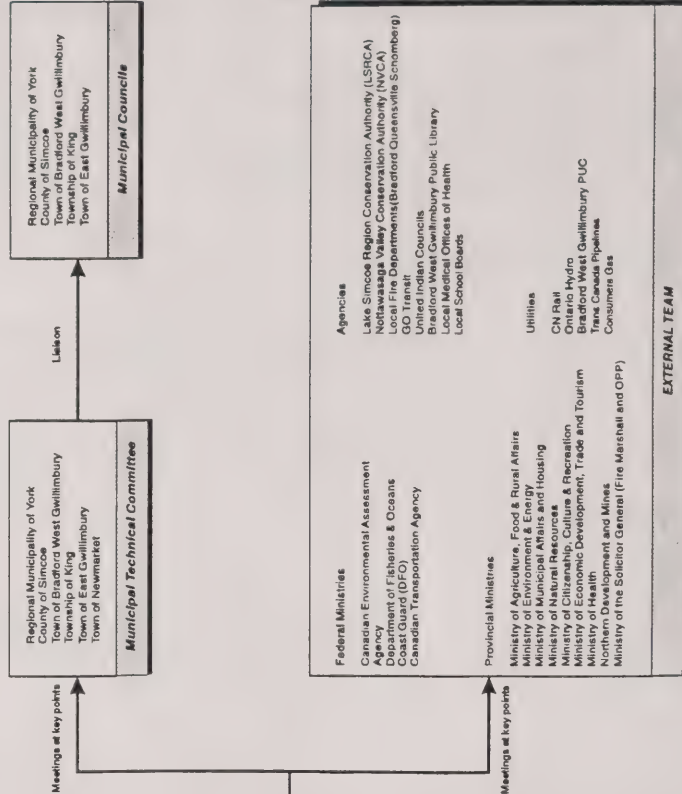 Meetings at key points
Regional Municipality of York
County of Simcoe
Town of Bradford West Gwillimbury
Township of King
Town of East Gwillimbury
Town of Newmarket
Municipal Technical Committee
Liaison
Regional Municipality of York
County of Simcoe
Town of Bradford West Gwillimbury
Township of King
Town of East Gwillimbury
Municipal Councils
Meetings at key points
Federal Ministries
Canadian Environmental Assessment
Agency
Department of Fisheries & Oceans
Coast Guard (DFO)
Canadian Transportation Agency
Agencies
Lake Simcoe Region Conservation Authority (LSRCA)
Nottawasaga Valley Conservation Authority (NVCA)
Local Fire Departments(Bradford Queensville Schomberg)
GO Transit
United Indian Councils
Bradford West Gwillimbury Public Library
Local Medical Offices of Health
Local School Boards
Provincial Ministries
Ministry of Agriculture, Food & Rural Affairs
Ministry of Environment & Energy
Ministry of Municipal Affairs and Housing
Ministry of Natural Resources
Ministry of Citizenship, Culture & Recreation
Ministry of Economic Development, Trade and Tourism
Ministry of Health
Northern Development and Mines
Ministry of the Solicitor General (Fire Marshall and OPP)
Utilities
CN Rail
Ontario Hydro
Bradford West Gwillimbury PUC
Trans Canada Pipelines
Consumers Gas
EXTERNAL TEAM